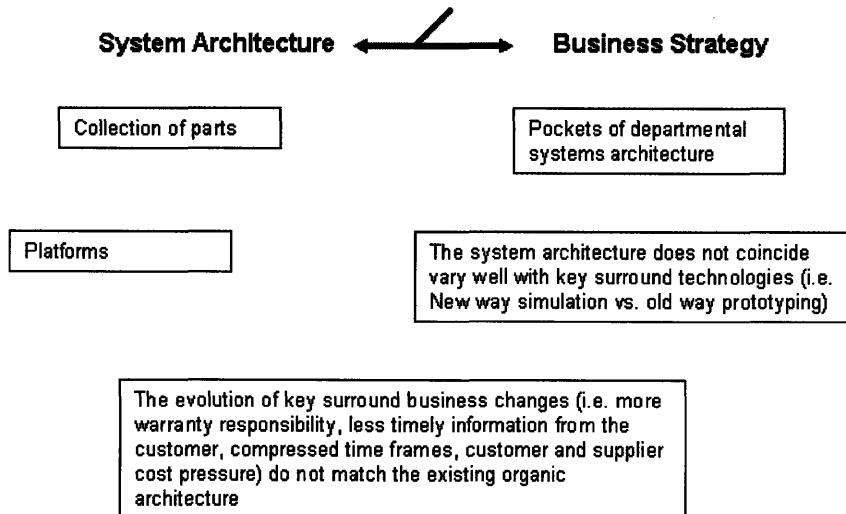 System Architecture
Business Strategy
Collection of parts
Pockets of departmental
systems architecture
Platforms
The system architecture does not coincide
vary well with key surround technologies (i.e.
New way simulation vs. old way prototyping)
The evolution of key surround business changes (i.e. more
warranty responsibility, less timely information from the
customer, compressed time frames, customer and supplier
cost pressure) do not match the existing organic
architecture